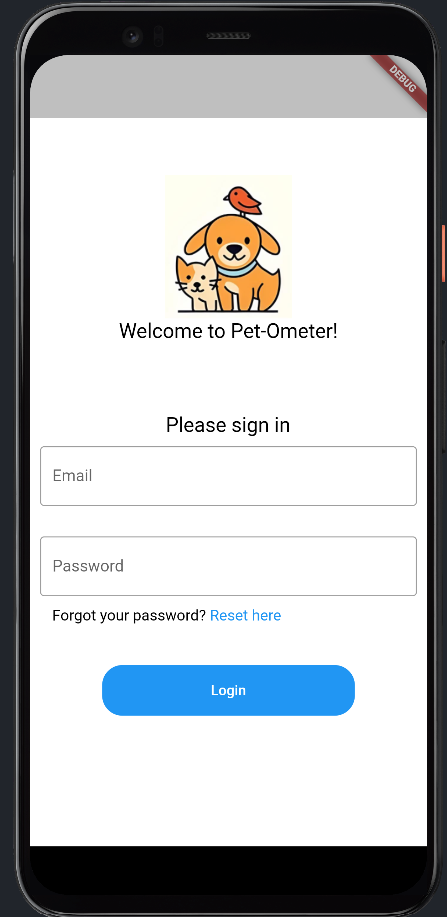 DEBUG
Welcome to Pet-Ometer!
Please sign in
Email
Password
Forgot your password? Reset here
Login